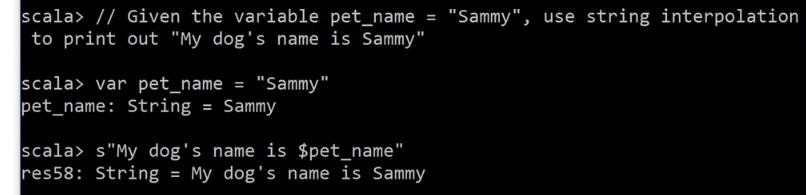 scala> // Given the variable pet_name = "Sammy", use string interpolation
to print out "My dog's name is Sammy"
scala> var pet_name = "Sammy"
pet_name: String = Sammy
scala> s"My dog's name is $pet_name"
res58: String = My dog's name is Sammy